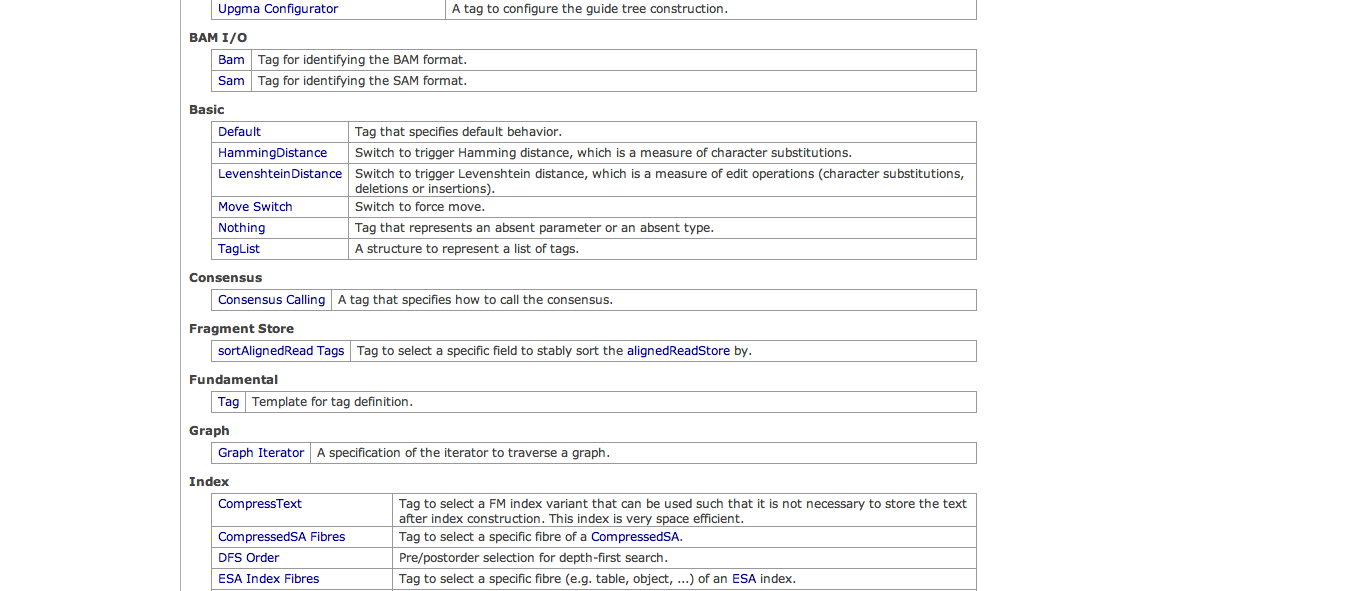 Upgma Configurator A tag to configure the guide tree construction.
BAM I/O
Bam Tag for identifying the BAM format.
Sam Tag for identifying the SAM format.
Basic
Default Tag that specifies default behavior.
HammingDistance Switch to trigger Hamming distance, which is a measure of character substitutions.
LevenshteinDistance Switch to trigger Levenshtein distance, which is a measure of edit operations (character substitutions,
deletions or insertions).
Move Switch Switch to force move.
Nothing Tag that represents an absent parameter or an absent type.
TagList A structure to represent a list of tags.
Consensus
Consensus Calling A tag that specifies how to call the consensus.
Fragment Store
sortAlignedRead Tags Tag to select a specific field to stably sort the alignedReadStore by.
Fundamental
Tag Template for tag definition.
Graph
Graph Iterator A specification of the iterator to traverse a graph.
Index
CompressText Tag to select a FM index variant that can be used such that it is not necessary to store the text
after index construction. This index is very space efficient.
CompressedSA Fibres Tag to select a specific fibre of a CompressedSA.
DFS Order Pre/postorder selection for depth-first search.
ESA Index Fibres Tag to select a specific fibre (e.g. table, object, ...) of an ESA index.